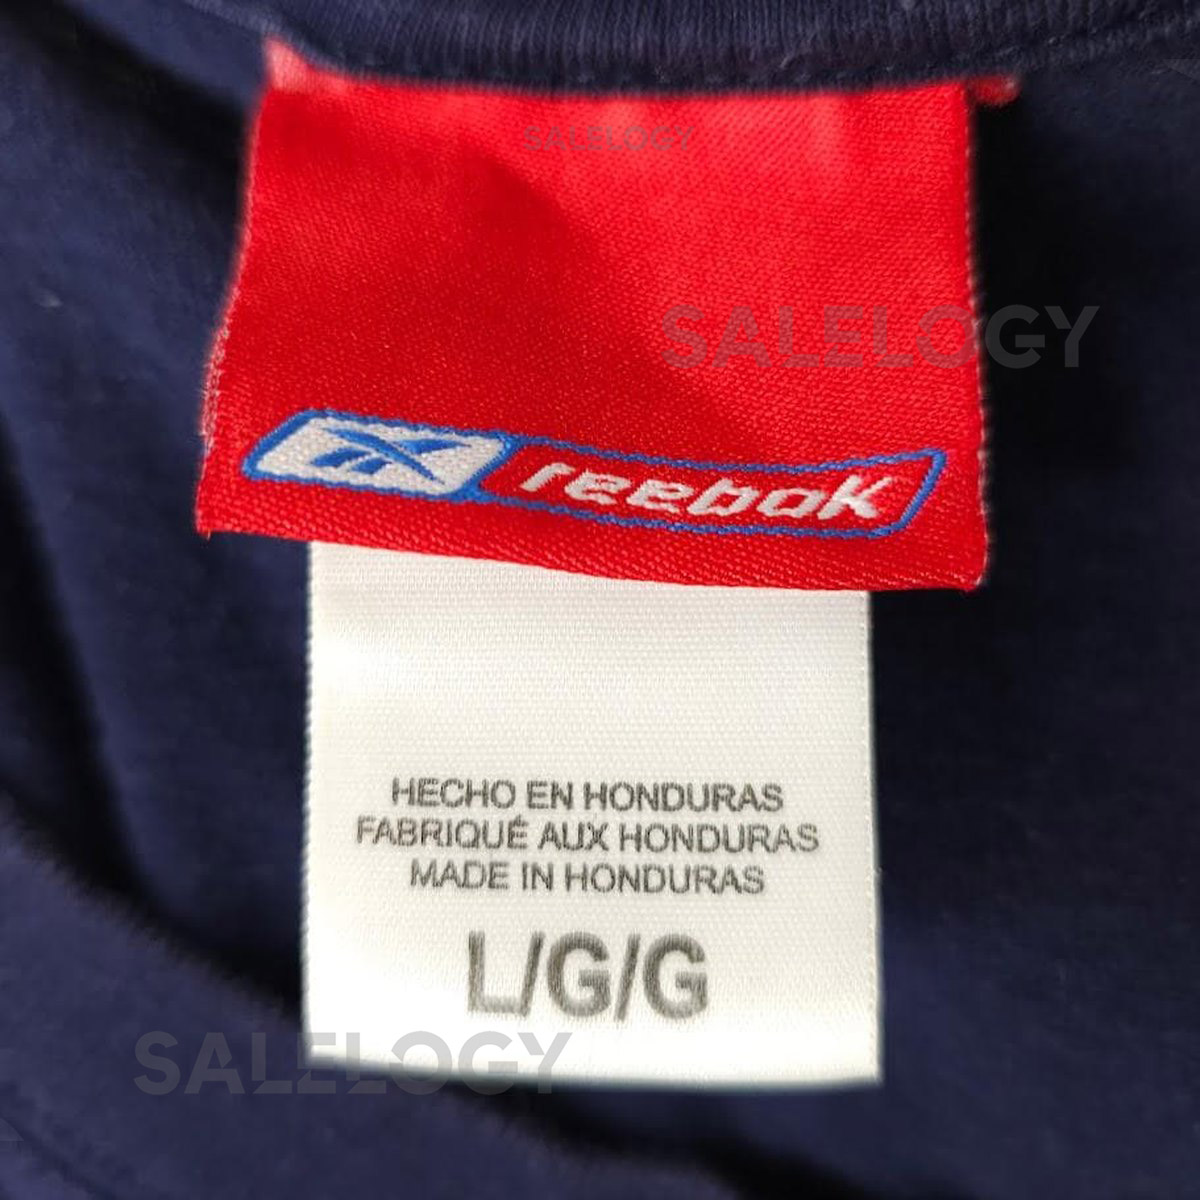 SALELOGY
SALELOGY
reebok
HECHO EN HONDURAS
FABRIQUÉ AUX HONDURAS
MADE IN HONDURAS
L/G/G
SALELOGY